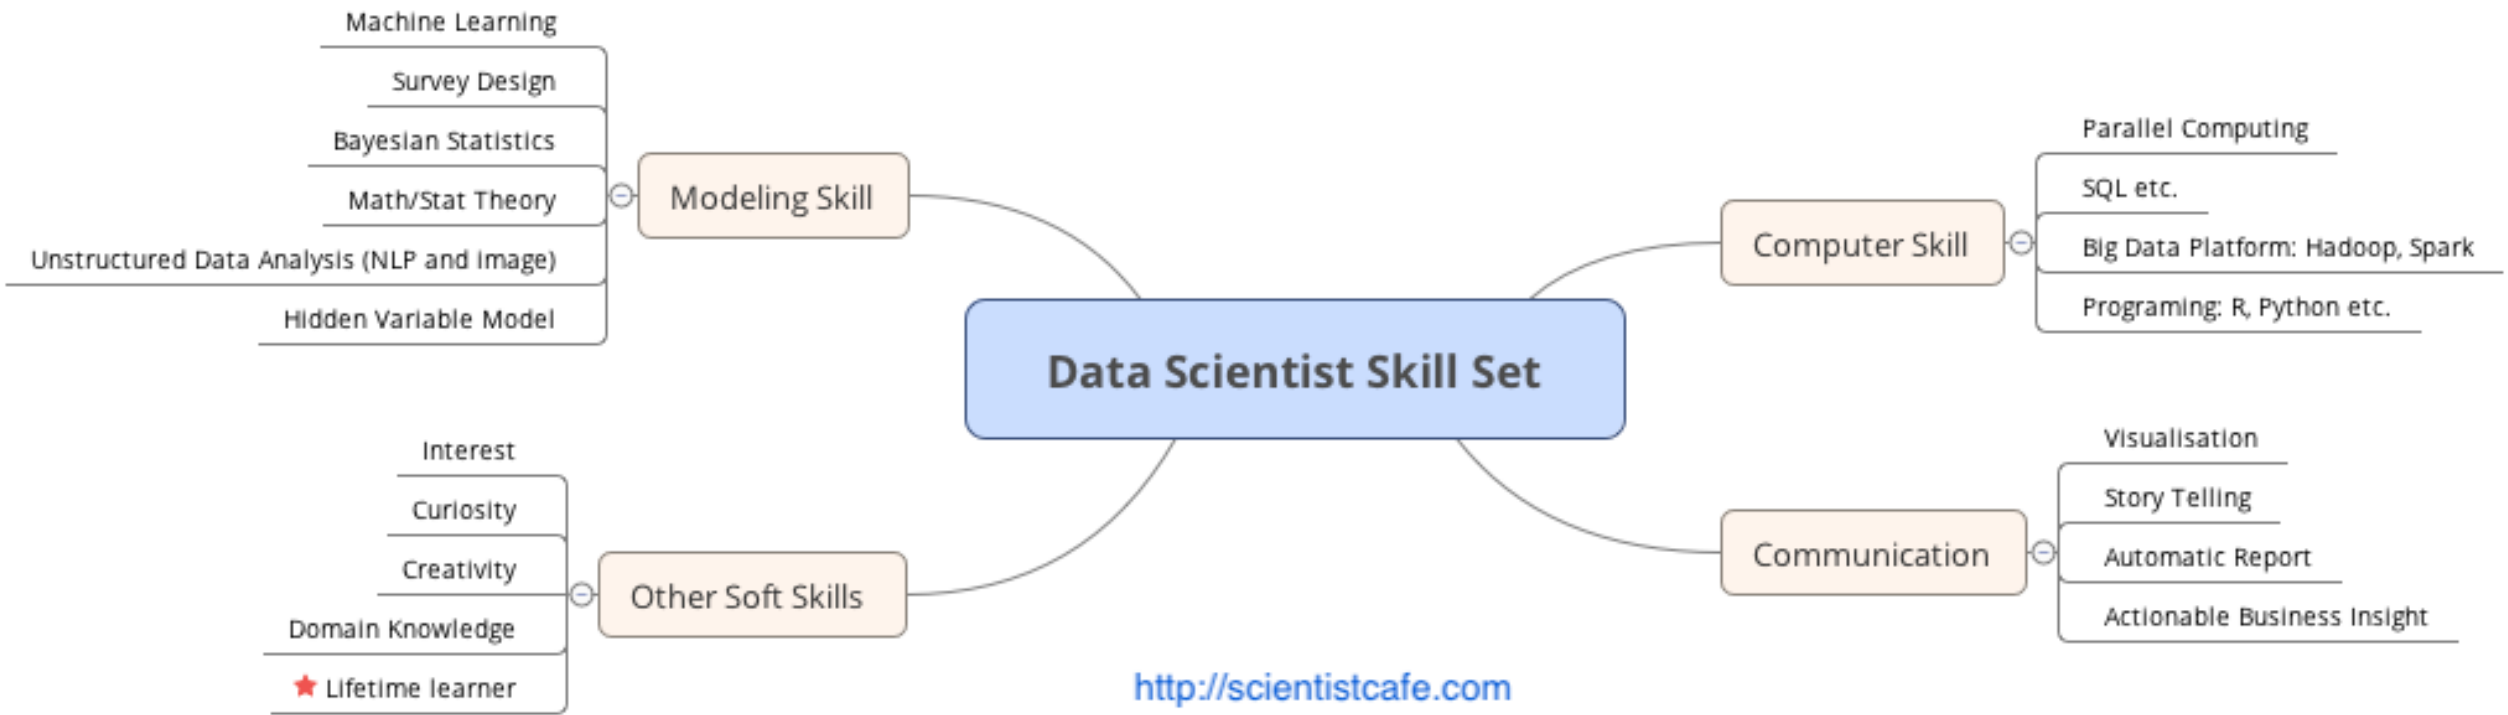 Machine Learning
Survey Design
Bayesian Statistics
Math/Stat Theory
Unstructured Data Analysis (NLP and image)
Hidden Variable Model
Modeling Skill
Parallel Computing
SQL etc.
Big Data Platform: Hadoop, Spark
Programing: R, Python etc.
Computer Skill
Data Scientist Skill Set
Interest
Curiosity
Creativity
Domain Knowledge
Lifetime learner
Other Soft Skills
Visualisation
Story Telling
Automatic Report
Actionable Business Insight
Communication
http://scientistcafe.com